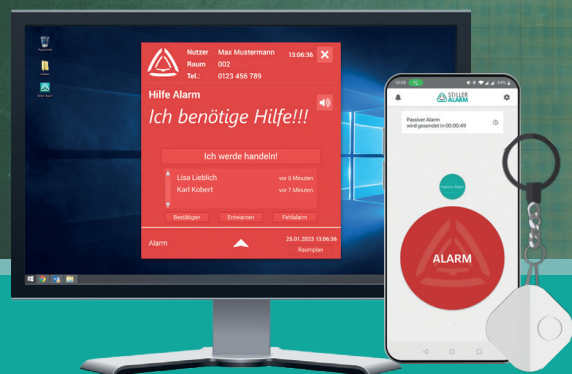 Nutzer Max Mustermann 13:06:36
Raum 002
Tel.: 0123 456 789
Hilfe Alarm
Ich benötige Hilfe!!!
Ich werde handeln!
Lisa Lieblich vor 6 Minuten
Karl Kobert vor 7 Minuten
Bestätigen Entwarnen Fehlalarm
Alarm
25.01.2023 13:06:36
Raumplan
STILLER
ALARM
Passiver Alarm
wird gesendet in 00:00:49
Passiver Alarm
ALARM